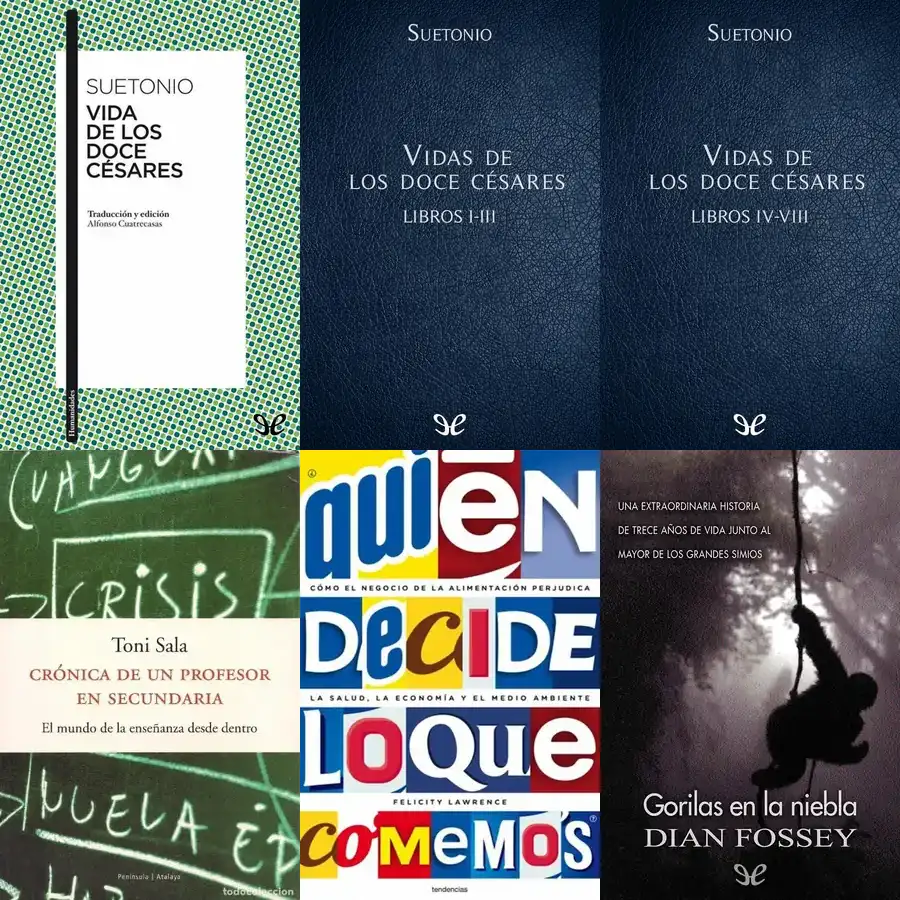 SUETONIO
VIDA
DE LOS
DOCE
CÉSARES
Traducción y edición
Alfonso Cuatrecasas
Humanidades
SUETONIO
VIDAS DE
LOS DOCE CÉSARES
LIBROS I-III
SUETONIO
VIDAS DE
LOS DOCE CÉSARES
LIBROS IV-VIII
CRISIS
Toni Sala
CRÓNICA DE UN PROFESOR
EN SECUNDARIA
El mundo de la enseñanza desde dentro
Península | Atalaya
todocoleccion
quiÉN
CÓMO EL NEGOCIO DE LA ALIMENTACIÓN PERJUDICA
DeCIDE
LA SALUD, LA ECONOMÍA Y EL MEDIO AMBIENTE
LO QUe
FELICITY LAWRENCE
COMeMOS
tendencias
UNA EXTRAORDINARIA HISTORIA
DE TRECE AÑOS DE VIDA JUNTO AL
MAYOR DE LOS GRANDES SIMIOS
Gorilas en la niebla
DIAN FOSSEY